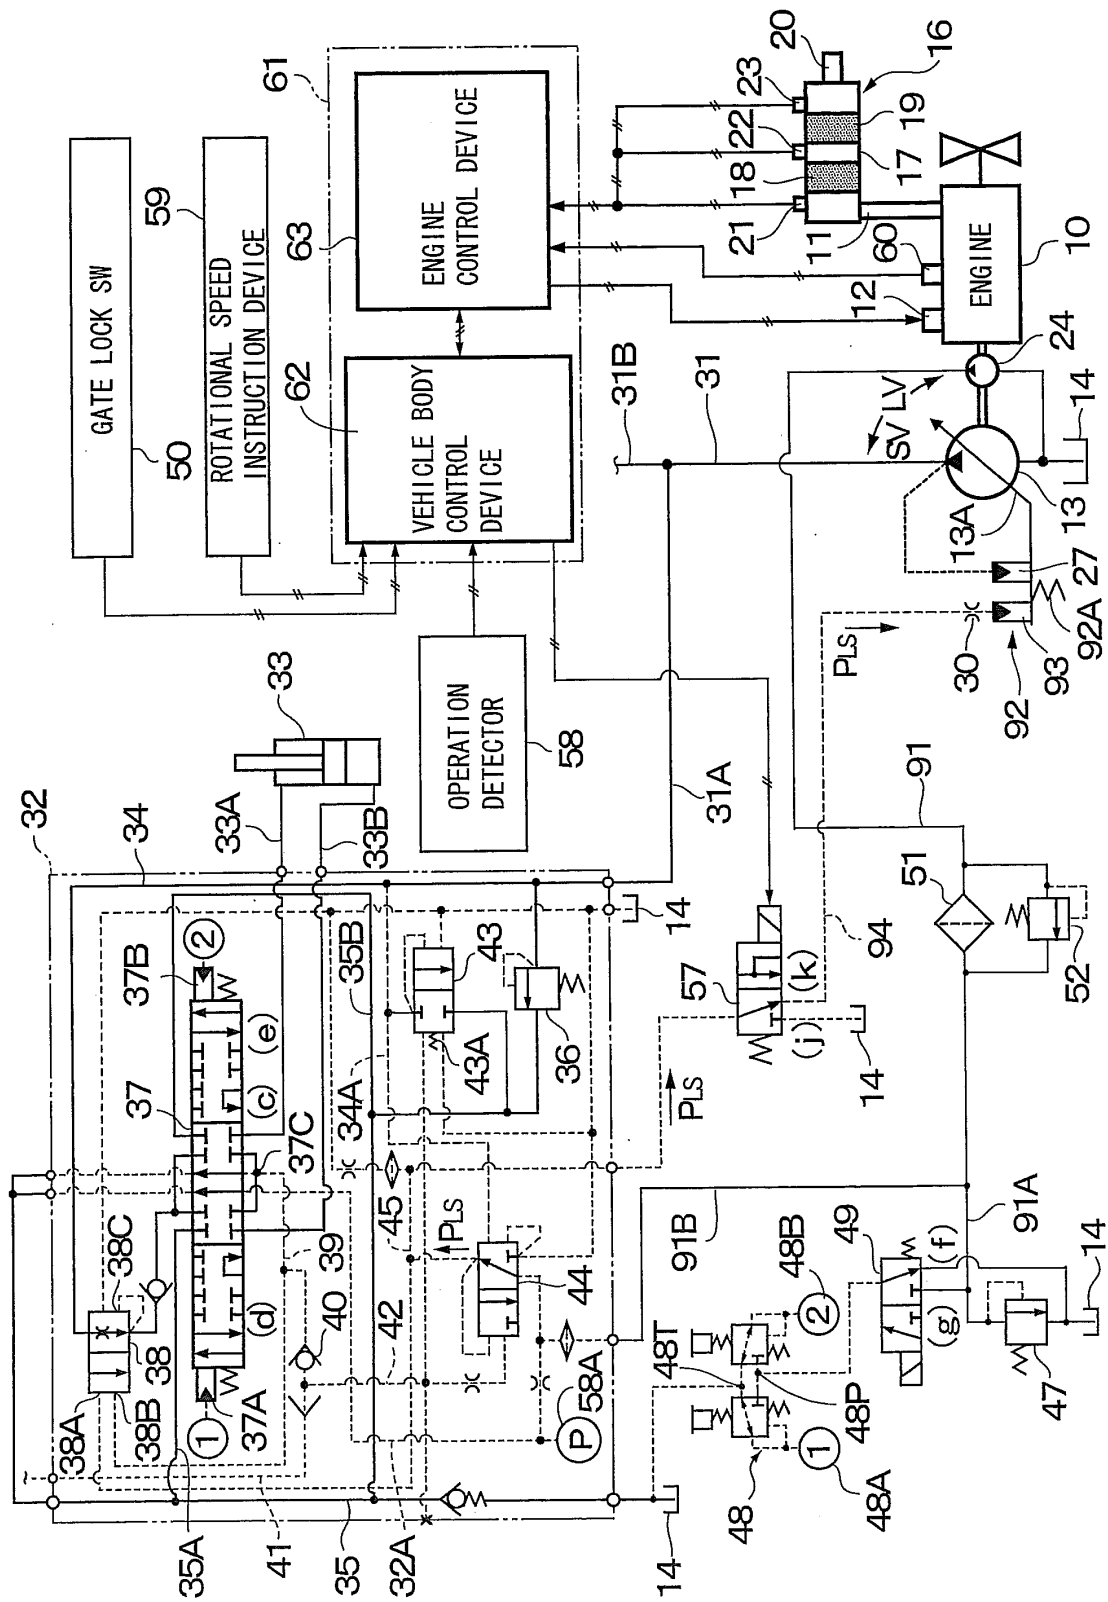 32
61
38A
GATE LOCK SW
38C
38B
38
37
37B
34
59
50
35A
1
37A
2
33A
ROTATIONAL SPEED
INSTRUCTION DEVICE
(d)
(c)
(e)
33
41
39
37C
62
63
35
40
34A
35B
33B
32A
42
45
VEHICLE BODY
CONTROL
DEVICE
ENGINE
CONTROL DEVICE
PLS
43A
43
OPERATION
DETECTOR
44
36
58
P
58A
31B
14
14
PLS
48T
91B
57
31A
31
48
48P
48B
49
1
2
48A
(j)
(k)
14
PLS
94
21
18
22
23
20
11
17
19
16
(g)
(f)
47
91A
51
91
SV
LV
12
60
30
92
13A
ENGINE
14
52
93
92A
27
13
14
24
10